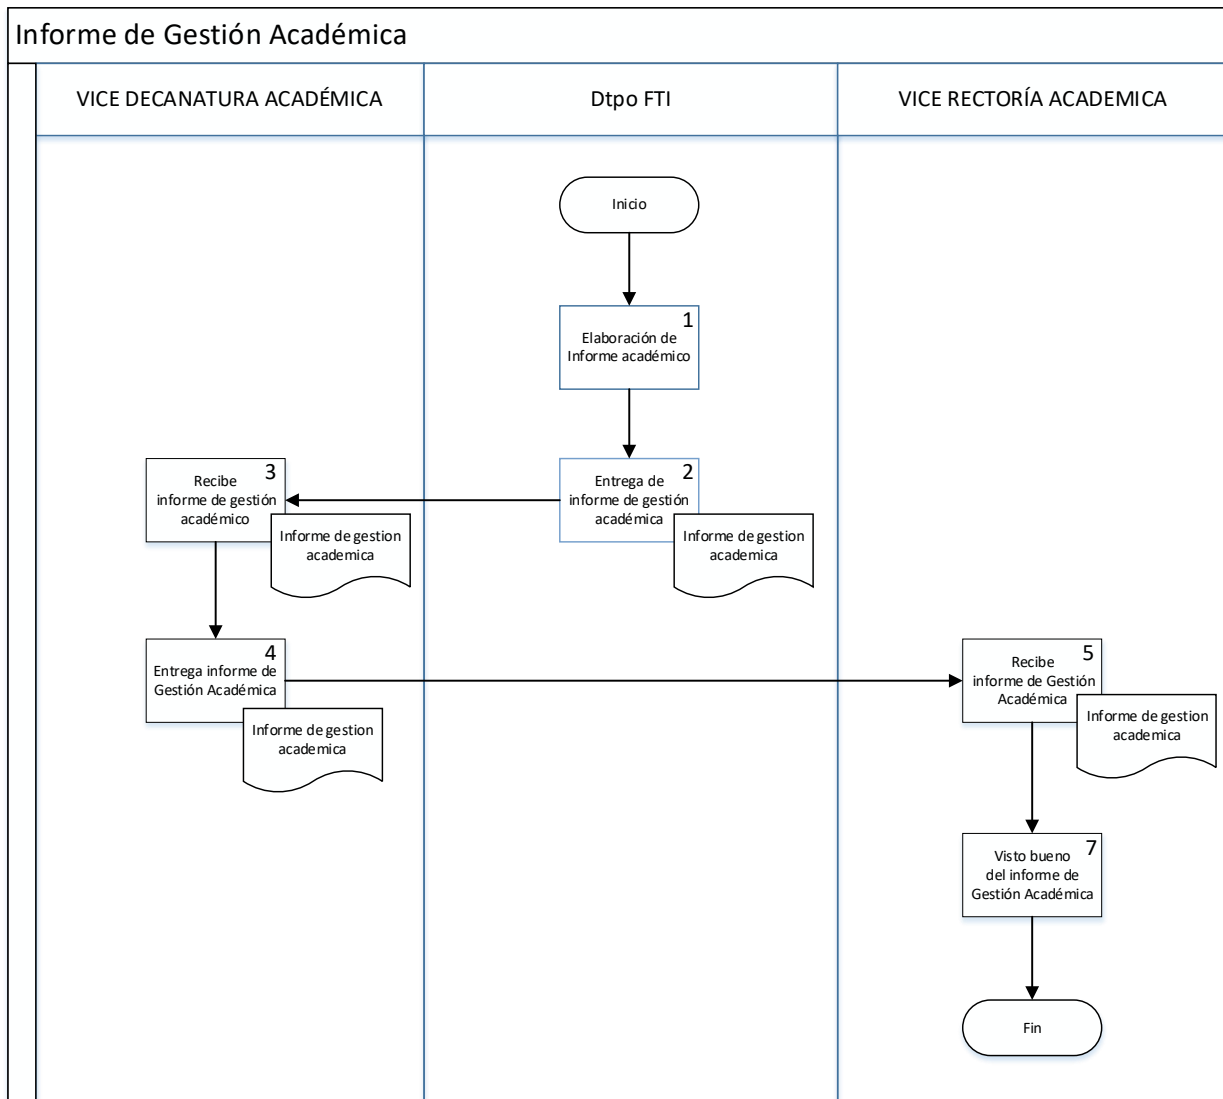 Informe de Gestión Académica
VICE DECANATURA ACADÉMICA
Dtpo FTI
VICE RECTORÍA ACADEMICA
Inicio
1
Elaboración de
Informe académico
2
Entrega de
informe de gestión
académica
Informe de gestion
academica
3
Recibe
informe de gestión
académico
Informe de gestion
academica
4
Entrega informe de
Gestión Académica
Informe de gestion
academica
5
Recibe
informe de Gestión
Académica
Informe de gestion
academica
7
Visto bueno
del informe de
Gestión Académica
Fin